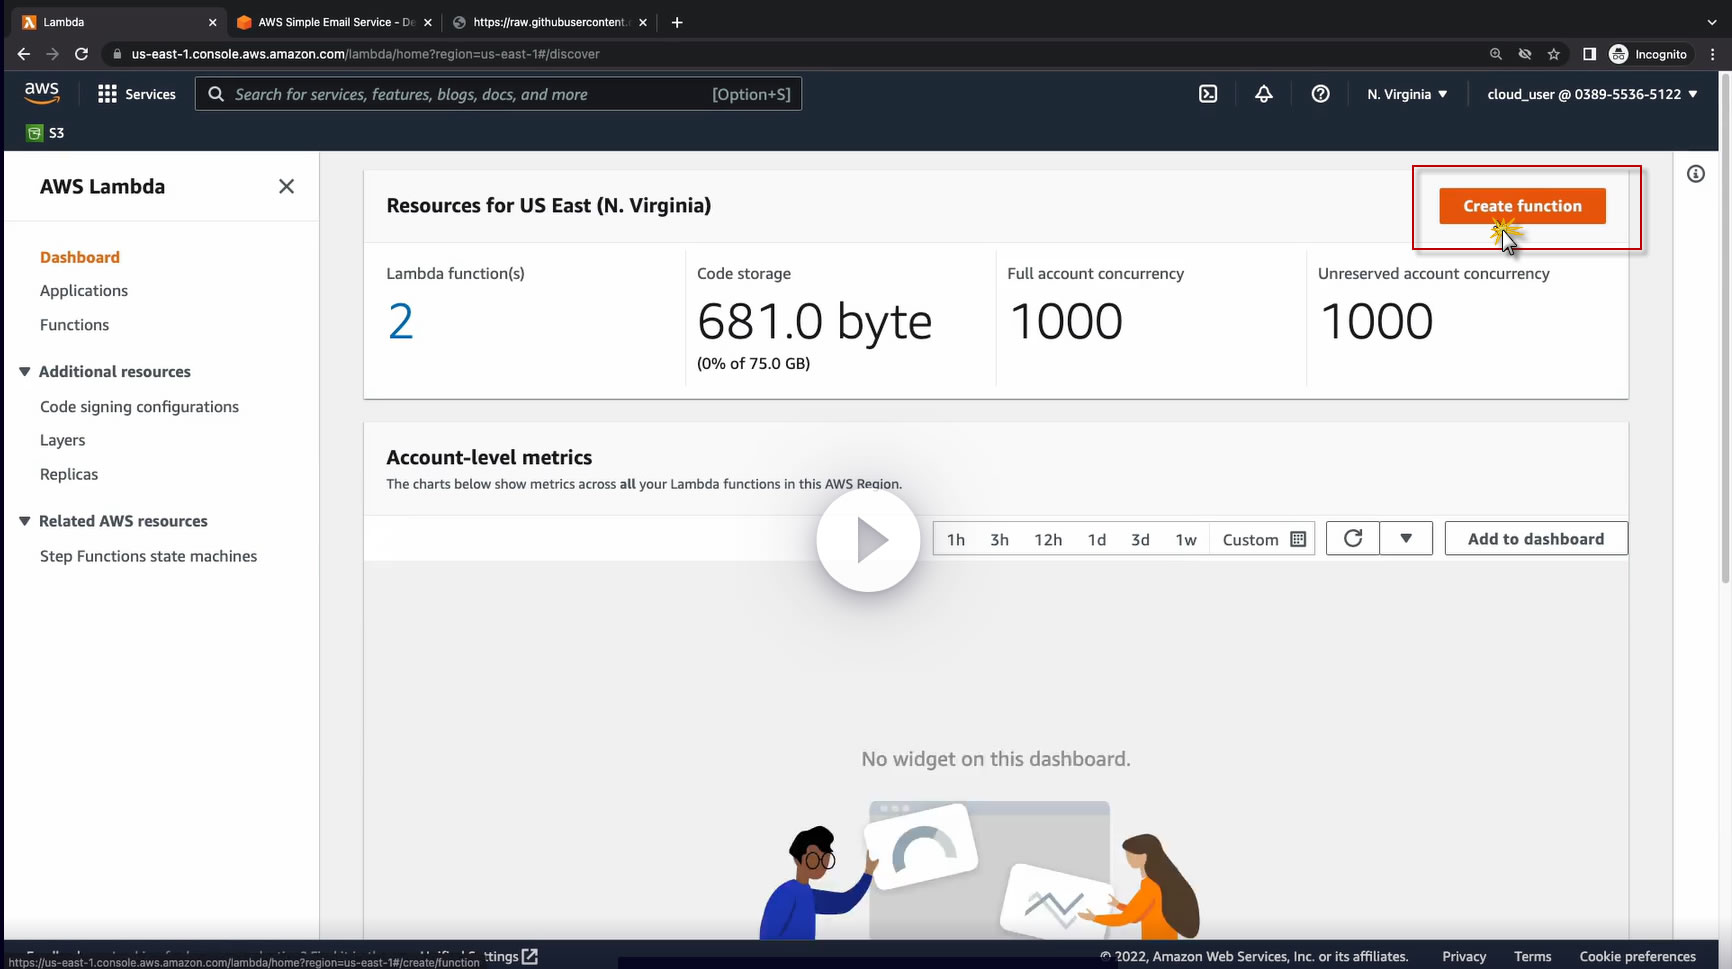 Lambda
AWS Simple Email Service - De
https://raw.githubusercontent.
us-east-1.console.aws.amazon.com/lambda/home?region=us-east-1#/discover
Incognito
aws
Services
Search for services, features, blogs, docs, and more
[Option+S]
N. Virginia
cloud_user @ 0389-5536-5122
S3
AWS Lambda
Dashboard
Applications
Functions
Additional resources
Code signing configurations
Layers
Replicas
Related AWS resources
Step Functions state machines
Resources for US East (N. Virginia)
Create function
Lambda function(s)
2
Code storage
681.0 byte
(0% of 75.0 GB)
Full account concurrency
1000
Unreserved account concurrency
1000
Account-level metrics
The charts below show metrics across all your Lambda functions in this AWS Region.
1h 3h 12h 1d 3d 1w Custom
Add to dashboard
No widget on this dashboard.
https://us-east-1.console.aws.amazon.com/lambda/home?region=us-east-1#/create/function
© 2022, Amazon Web Services, Inc. or its affiliates.
Privacy
Terms
Cookie preferences